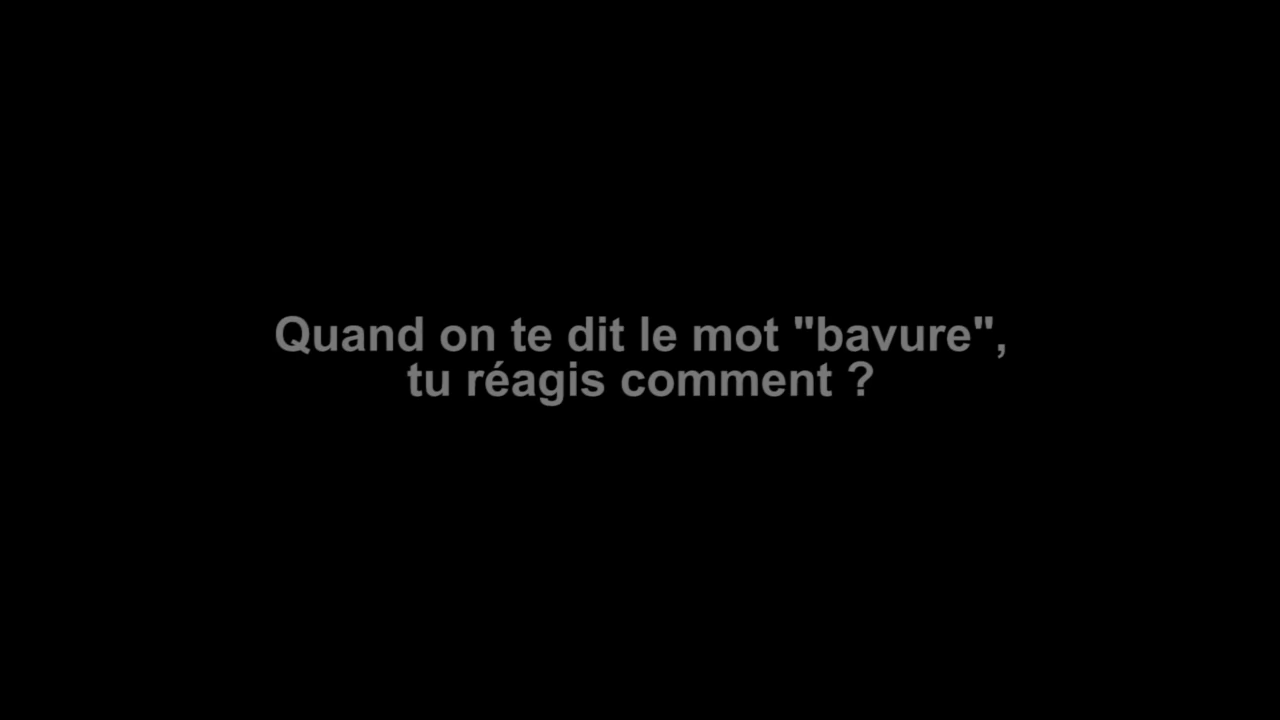 Quand on te dit le mot "bavure",
tu réagis comment ?